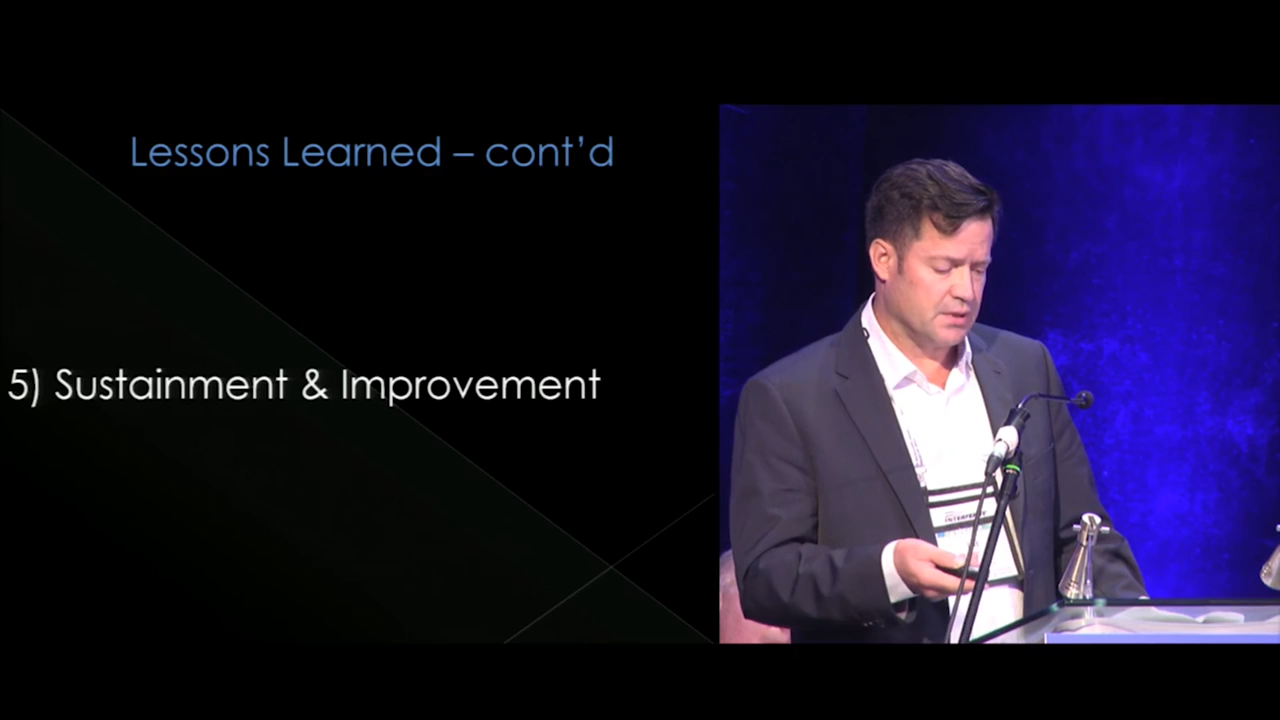 Lessons Learned – cont’d
5) Sustainment & Improvement